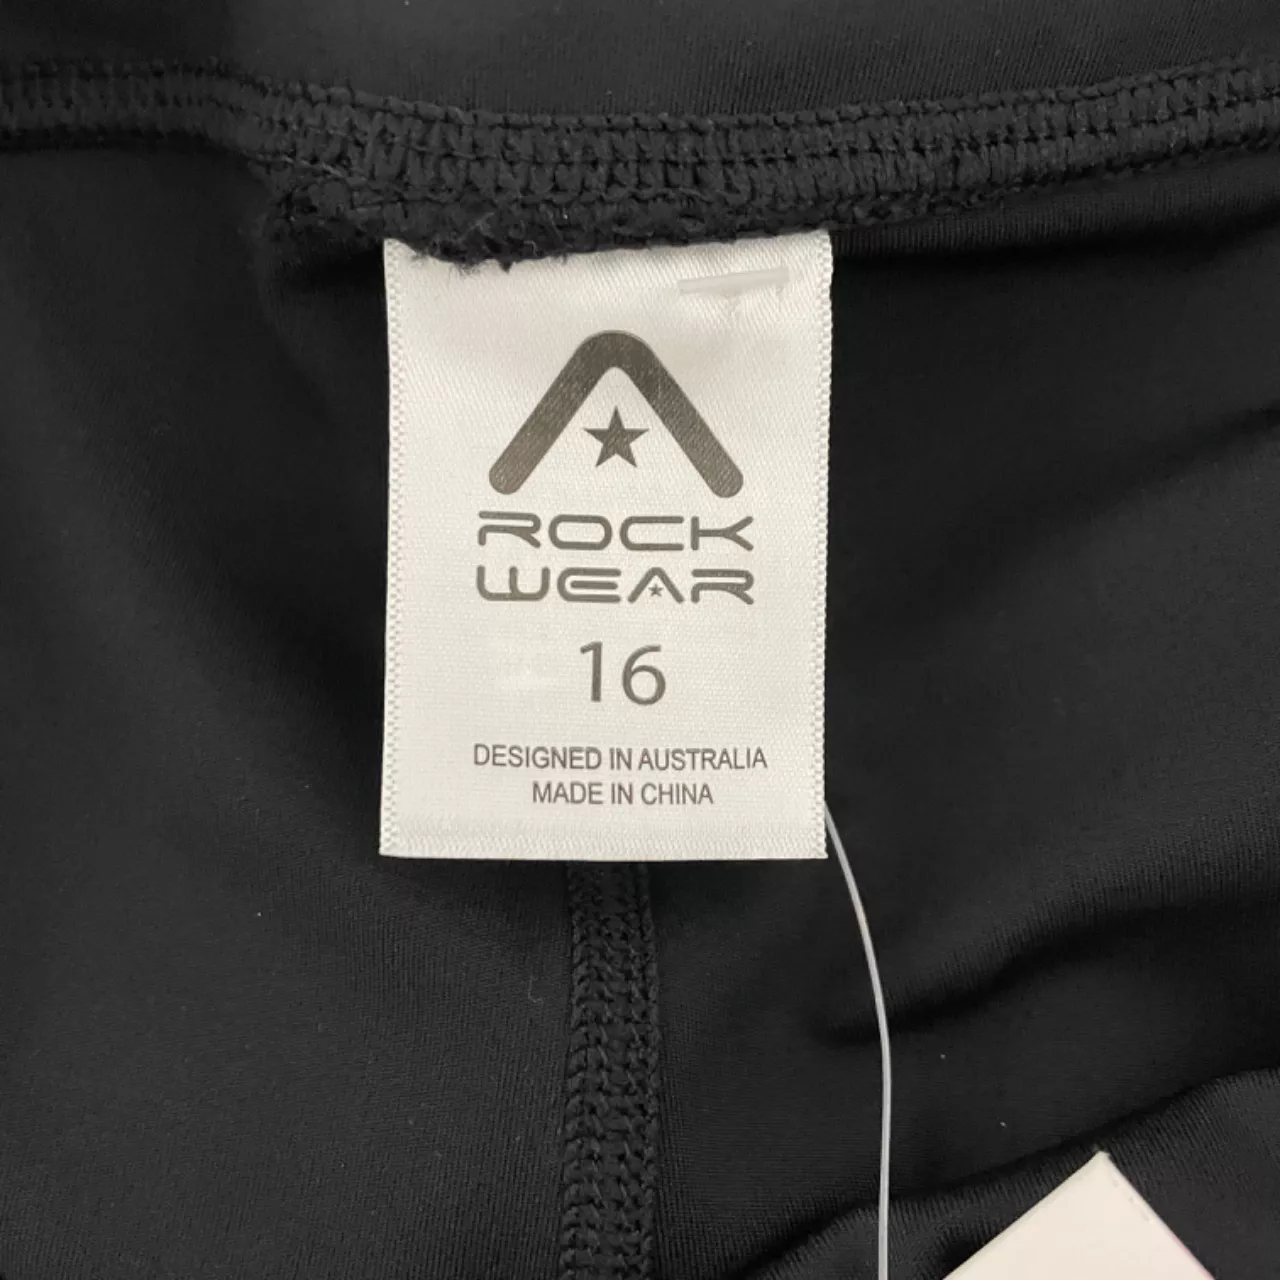 ROCK
WEAR
16
DESIGNED IN AUSTRALIA
MADE IN CHINA